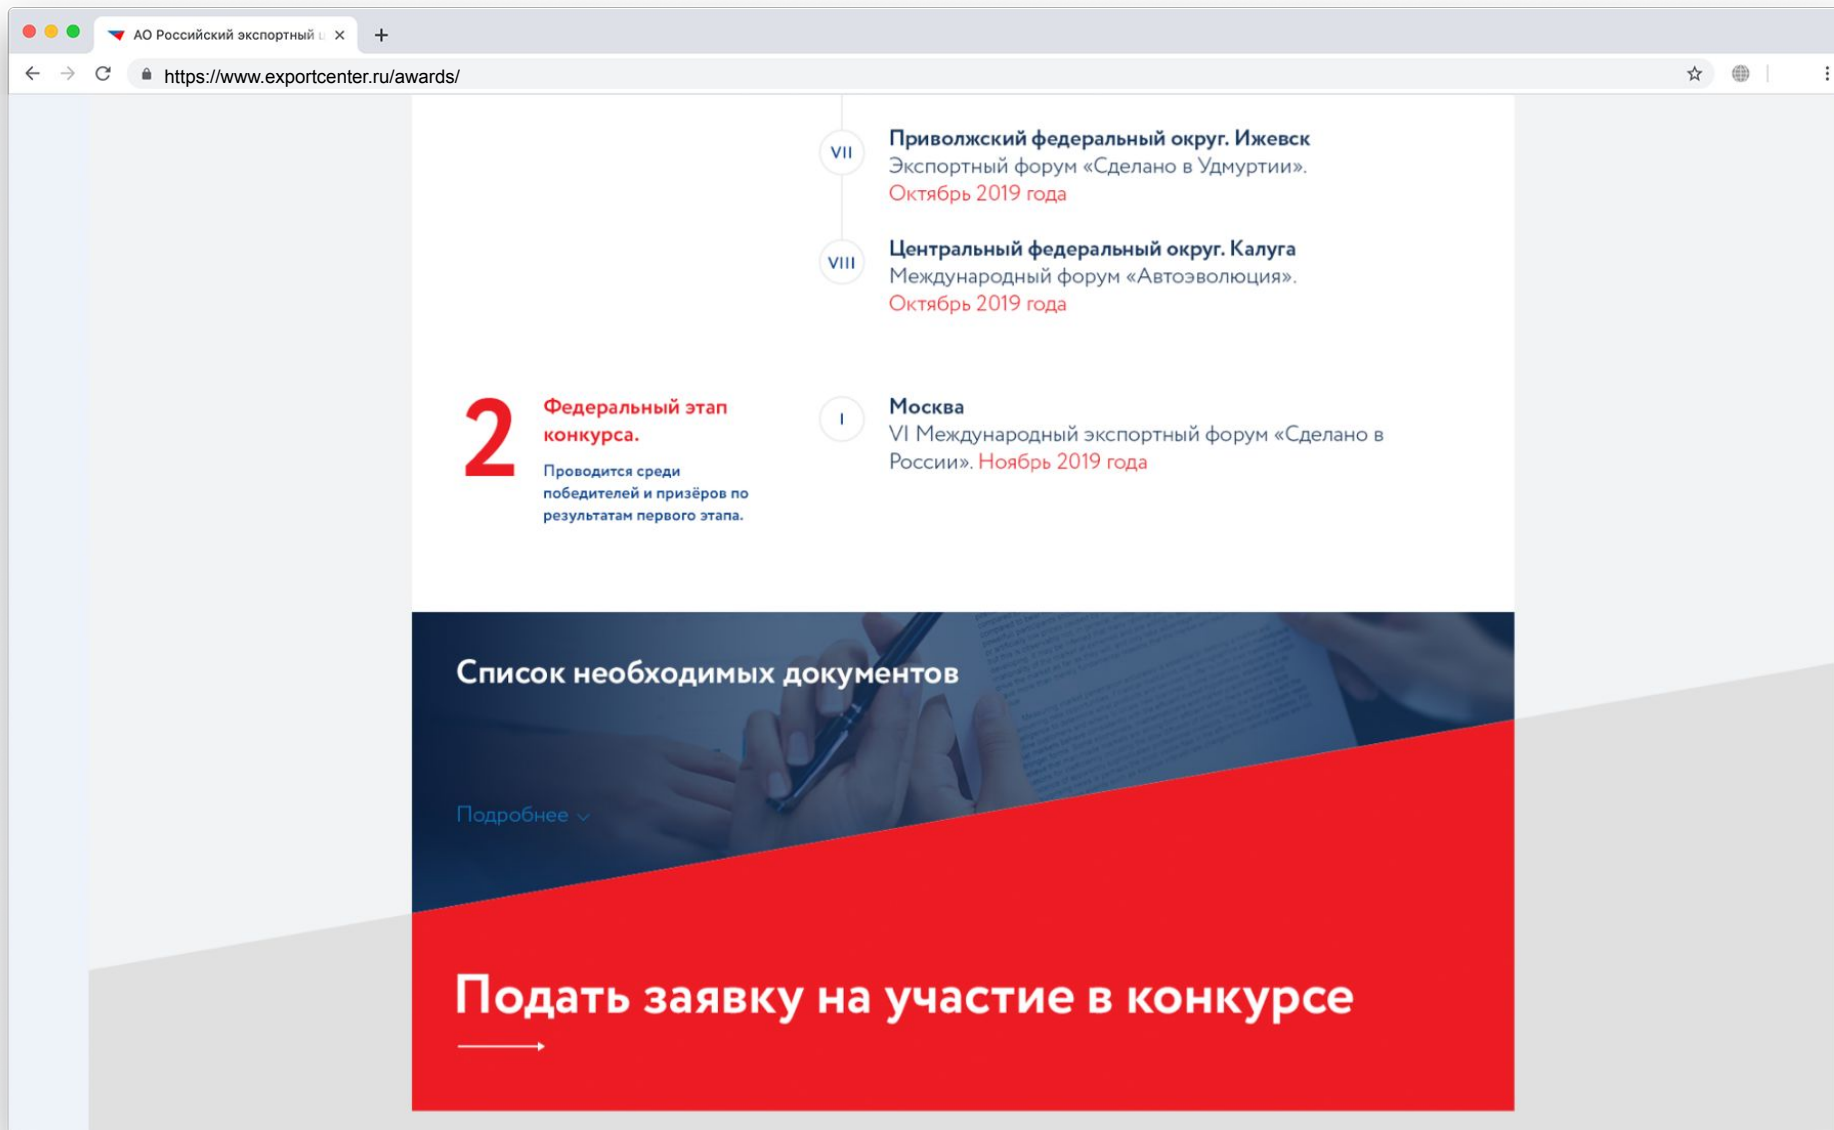 АО Российский экспортный
https://www.exportcenter.ru/awards/
VII
Приволжский федеральный округ. Ижевск
Экспортный форум «Сделано в Удмуртии».
Октябрь 2019 года
VIII
Центральный федеральный округ. Калуга
Международный форум «Автоэволюция».
Октябрь 2019 года
2
Федеральный этап
конкурса.
Проводится среди
победителей и призёров по
результатам первого этапа.
I
Москва
VI Международный экспортный форум «Сделано в
России». Ноябрь 2019 года
Список необходимых документов
Подробнее
Подать заявку на участие в конкурсе